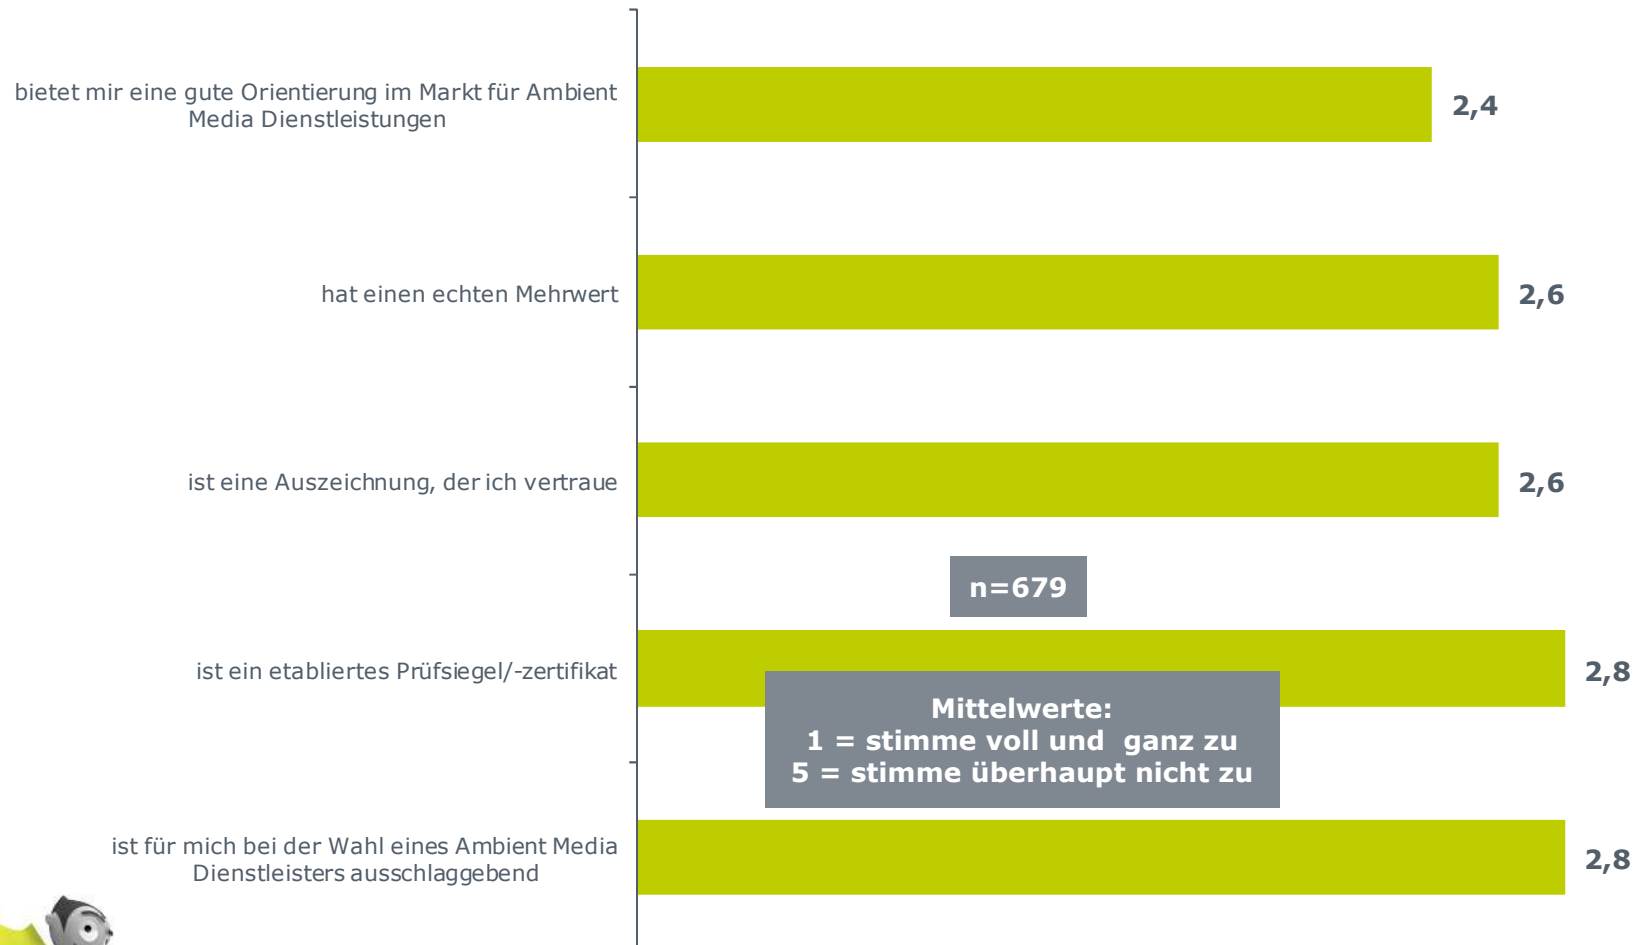 bietet mir eine gute Orientierung im Markt für Ambient
Media Dienstleistungen
2,4
hat einen echten Mehrwert
2,6
ist eine Auszeichnung, der ich vertraue
2,6
n=679
ist ein etabliertes Prüfsiegel/-zertifikat
2,8
Mittelwerte:
1 = stimme voll und  ganz zu
5 = stimme überhaupt nicht zu
ist für mich bei der Wahl eines Ambient Media
Dienstleisters ausschlaggebend
2,8